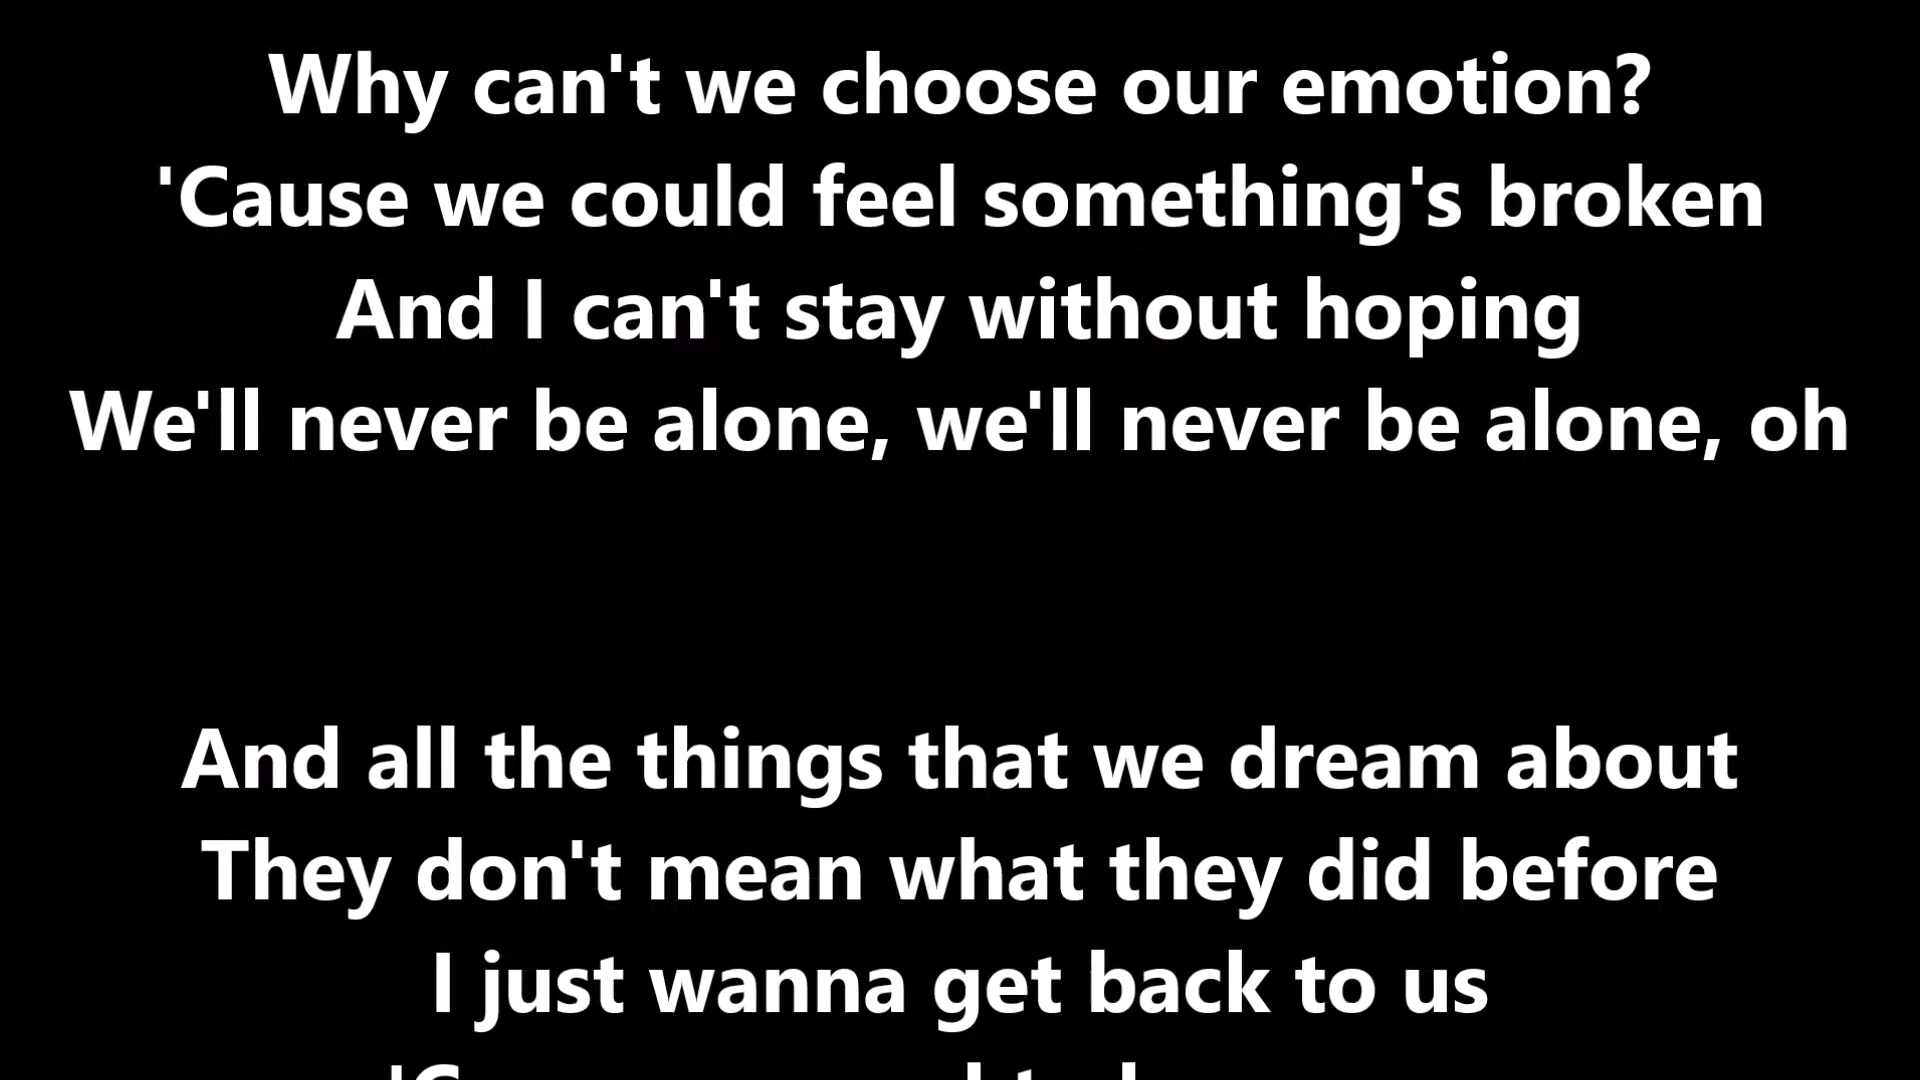 Why can't we choose our emotion?
'Cause we could feel something's broken
And I can't stay without hoping
We'll never be alone, we'll never be alone, oh
And all the things that we dream about
They don't mean what they did before
I just wanna get back to us